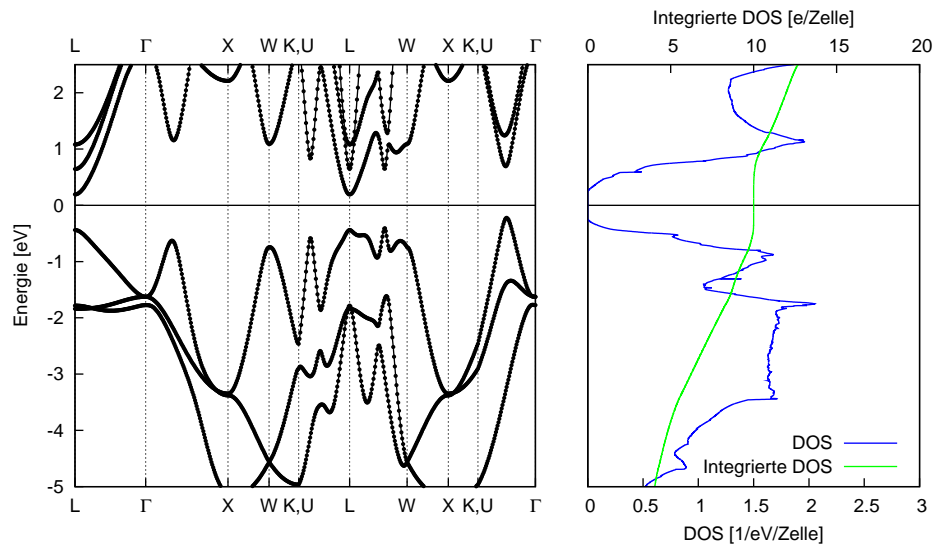 Integrierte DOS [e/Zelle]
L Γ X W K,U L W X K,U Γ
0 5 10 15 20
2
1
0
-1
-2
-3
-4
-5
Energie [eV]
DOS
Integrierte DOS
L Γ X W K,U L W X K,U Γ
0 0.5 1 1.5 2 2.5 3
DOS [1/eV/Zelle]